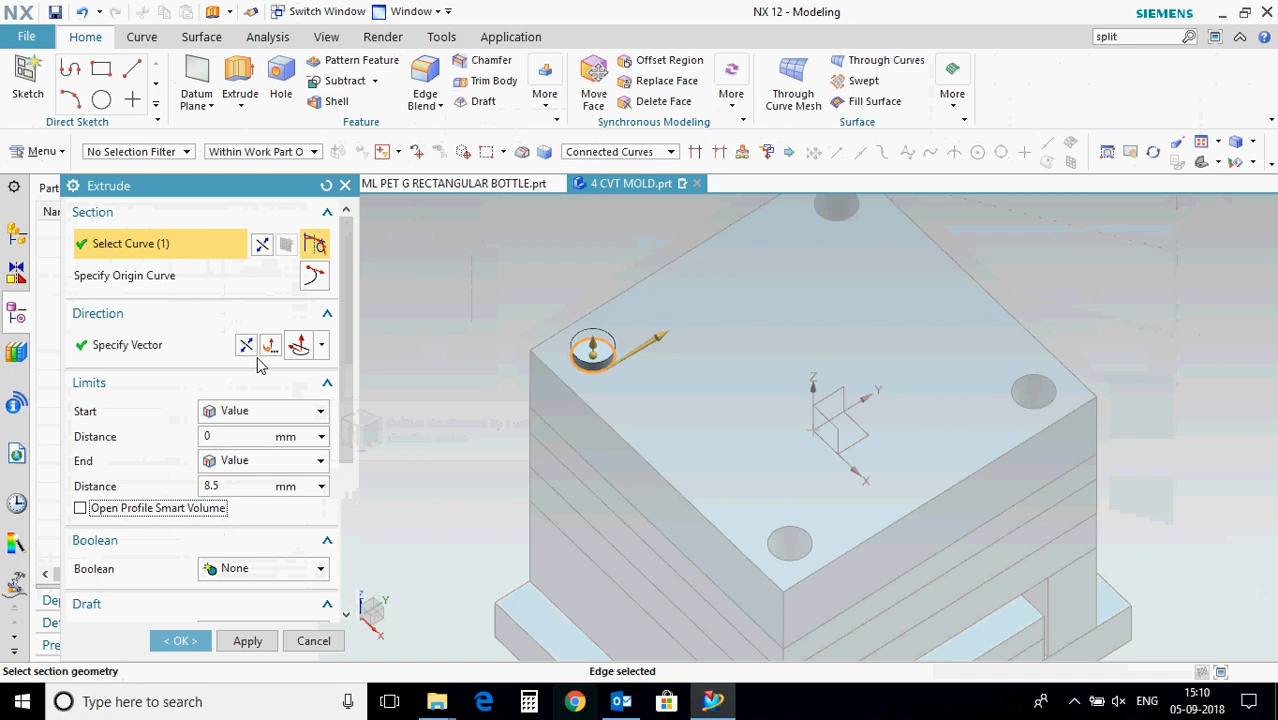 NX
Switch Window
Window
NX 12 - Modeling
SIEMENS
File
Home
Curve
Surface
Analysis
View
Render
Tools
Application
split
Sketch
Direct Sketch
Datum Plane
Extrude
Hole
Pattern Feature
Subtract
Shell
Edge Blend
Chamfer
Trim Body
Draft
More
Feature
Move Face
Offset Region
Replace Face
Delete Face
More
Synchronous Modeling
Through Curve Mesh
Through Curves
Swept
Fill Surface
More
Surface
Menu
No Selection Filter
Within Work Part O
Connected Curves
Part
Na
Extrude
ML PET G RECTANGULAR BOTTLE.prt
4 CVT MOLD.prt
Section
Select Curve (1)
Specify Origin Curve
Direction
Specify Vector
Limits
Start
Value
Distance
0 mm
End
Value
Distance
8.5 mm
Open Profile Smart Volume
Boolean
Boolean
None
Draft
De
De
Pre
< OK >
Apply
Cancel
Z
Y
X
Z
Y
X
Select section geometry
Edge selected
Type here to search
ENG
15:10
05-09-2018